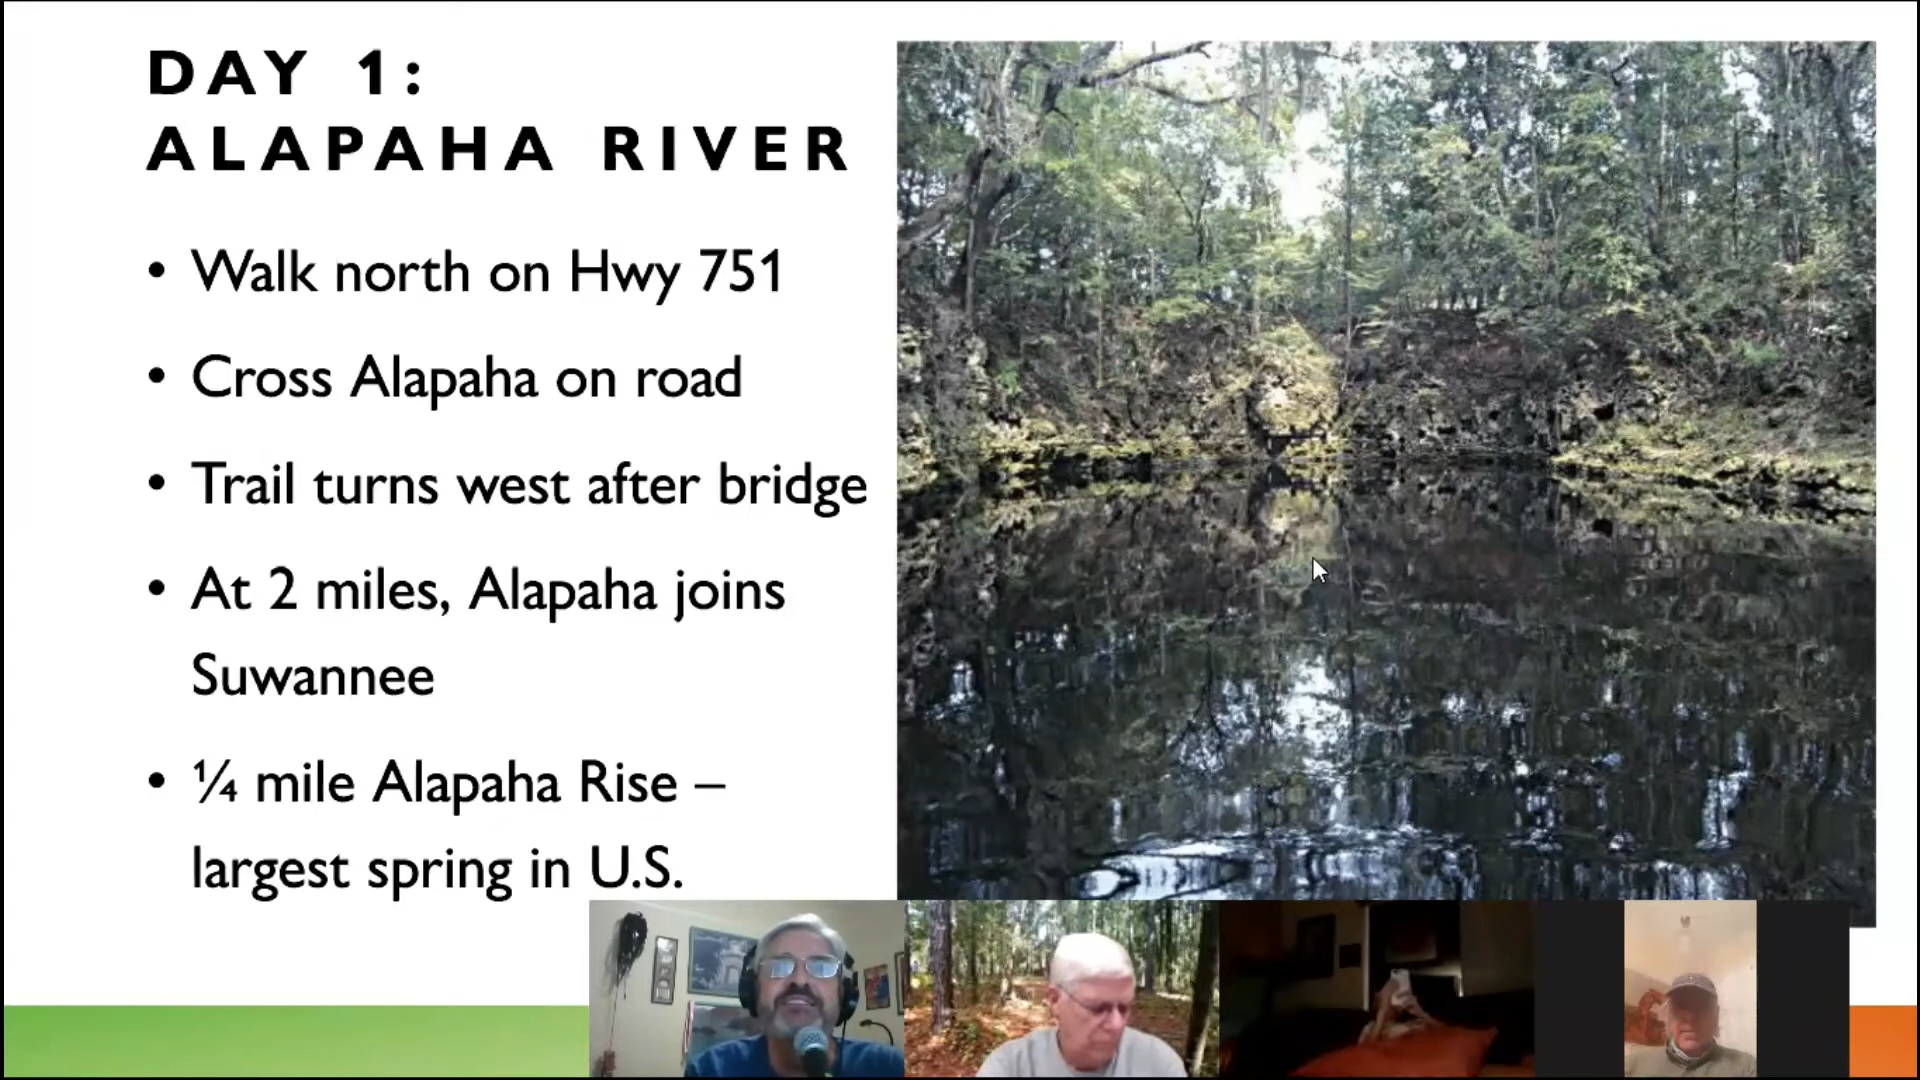 DAY 1:
ALAPAHA RIVER
• Walk north on Hwy 751
• Cross Alapaha on road
• Trail turns west after bridge
• At 2 miles, Alapaha joins
Suwannee
• ¼ mile Alapaha Rise –
largest spring in U.S.